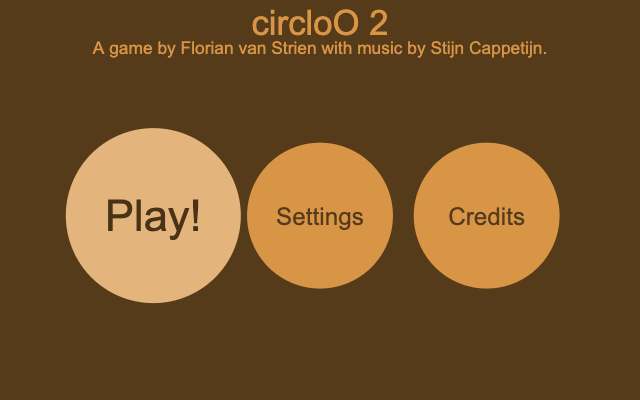 circloO 2
A game by Florian van Strien with music by Stijn Cappetijn.
Play!
Settings
Credits